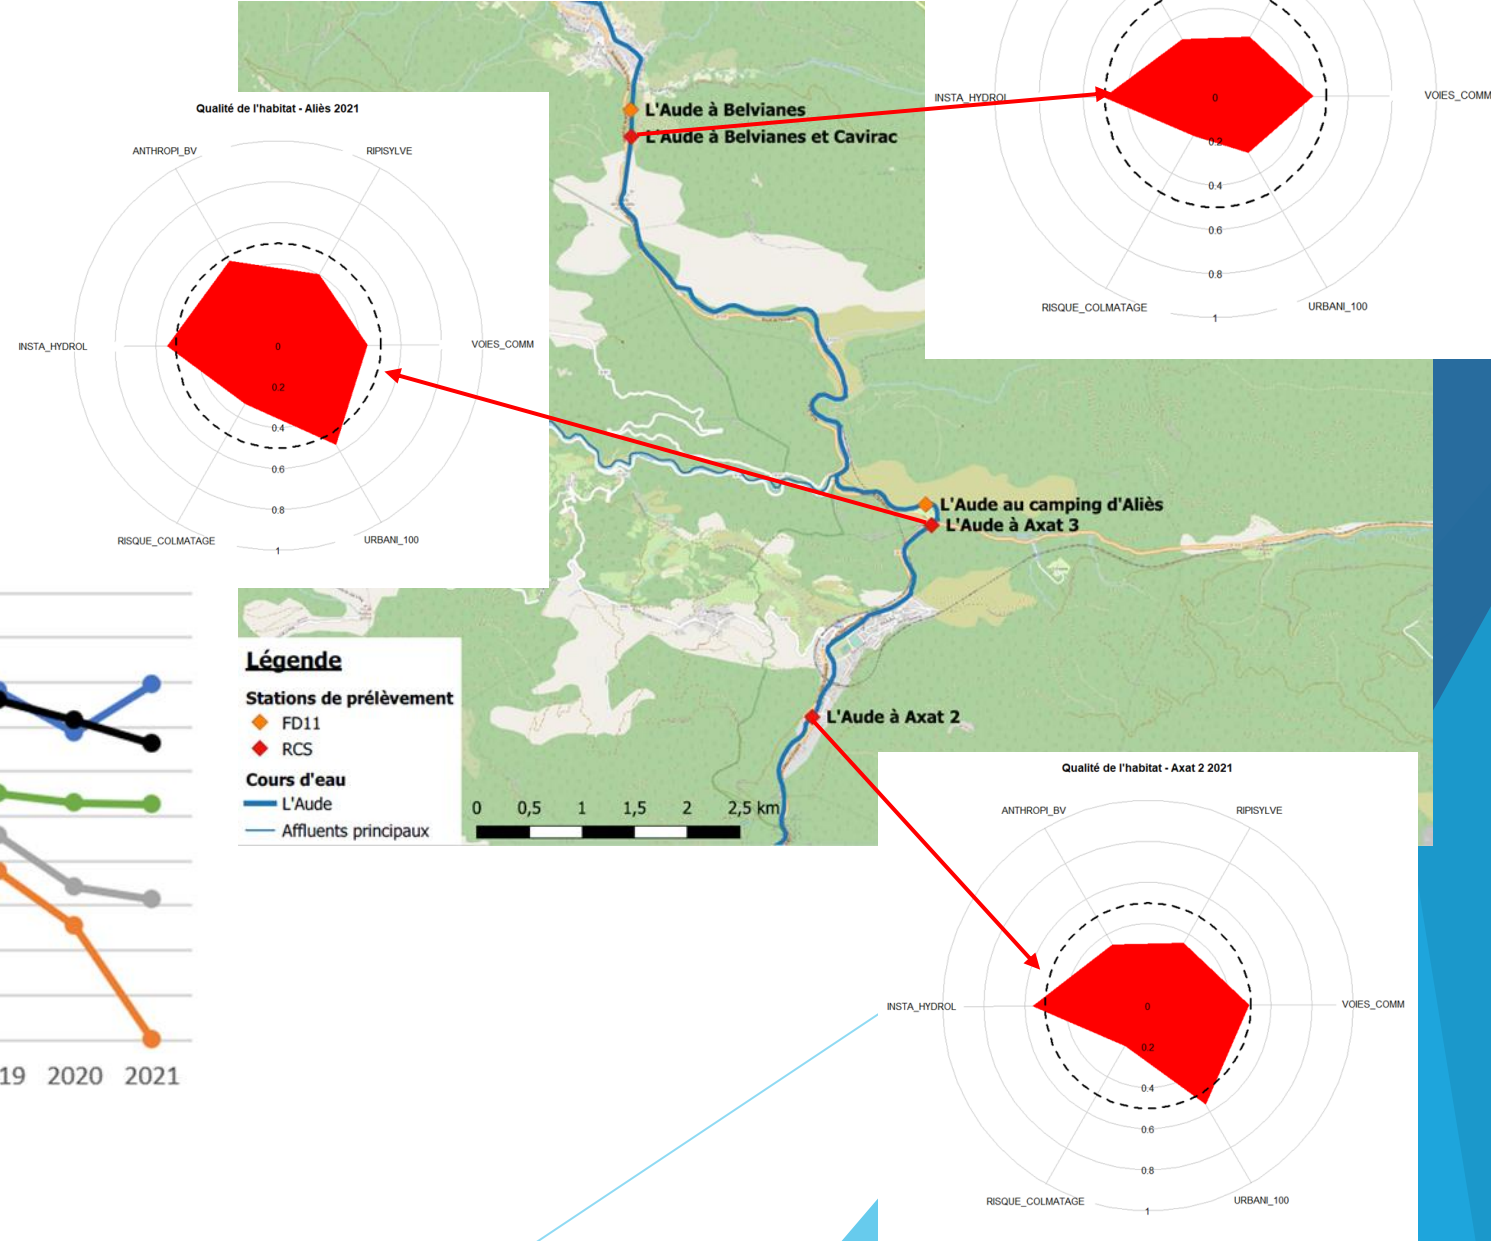 Qualité de l'habitat - Aliès 2021
ANTHROPI_BV
RIPISYLVE
INSTA_HYDROL
VOIES_COMM
0
0.2
0.4
0.6
0.8
1
RISQUE_COLMATAGE
URBANI_100
L'Aude à Belvianes
L'Aude à Belvianes et Cavirac
INSTA_HYDROL
VOIES_COMM
0
0.2
0.4
0.6
0.8
1
RISQUE_COLMATAGE
URBANI_100
L'Aude au camping d'Aliès
L'Aude à Axat 3
L'Aude à Axat 2
Légende
Stations de prélèvement
FD11
RCS
Cours d'eau
L'Aude
Affluents principaux
0 0,5 1 1,5 2 2,5 km
Qualité de l'habitat - Axat 2 2021
ANTHROPI_BV
RIPISYLVE
INSTA_HYDROL
VOIES_COMM
0
0.2
0.4
0.6
0.8
1
RISQUE_COLMATAGE
URBANI_100
19 2020 2021